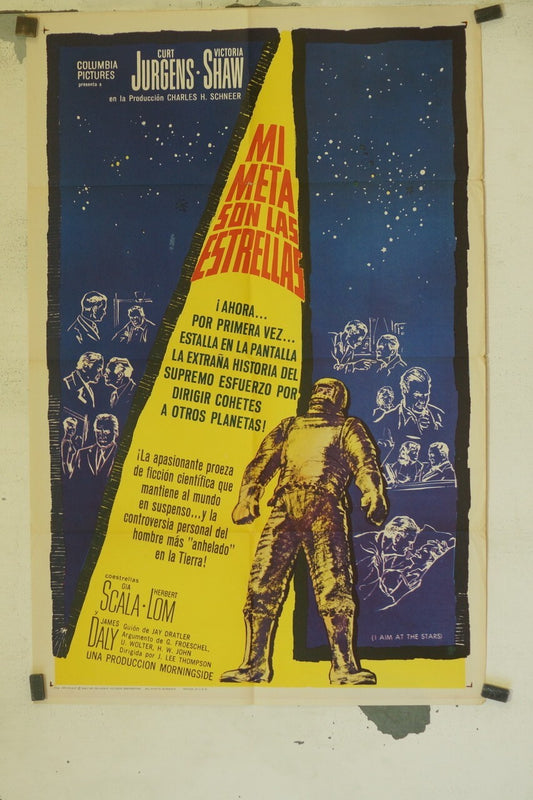 COLUMBIA
PICTURES
presenta a
CURT VICTORIA
JURGENS · SHAW
en la Producción CHARLES H. SCHNEER
MI
META
SON LAS
ESTRELLAS
¡AHORA...
POR PRIMERA VEZ...
ESTALLA EN LA PANTALLA
LA EXTRAÑA HISTORIA DEL
SUPREMO ESFUERZO POR
DIRIGIR COHETES
A OTROS PLANETAS!
¡La apasionante proeza
de ficción científica que
mantiene al mundo
en suspenso...y la
controversia personal del
hombre más "anhelado"
en la Tierra!
coestrellas
GIA HERBERT
SCALA · LOM
y JAMES
DALY
Guión de JAY DRATLER
Argumento de G. FROESCHEL,
U. WOLTER, H. W. JOHN
Dirigida por J. LEE THOMPSON
UNA PRODUCCION MORNINGSIDE
(I AIM AT THE STARS)